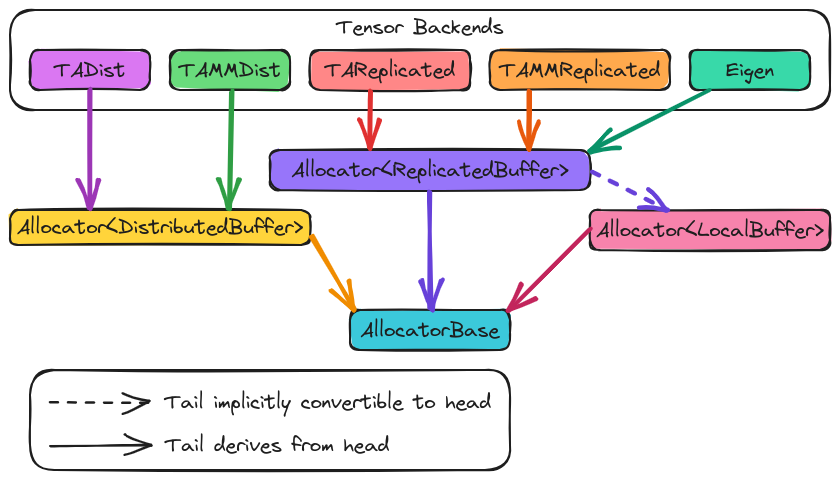 Tensor Backends
TADist
TAMMDist
TAReplicated
TAMMReplicated
Eigen
Allocator<ReplicatedBuffer>
Allocator<DistributedBuffer>
Allocator<LocalBuffer>
AllocatorBase
Tail implicitly convertible to head
Tail derives from head